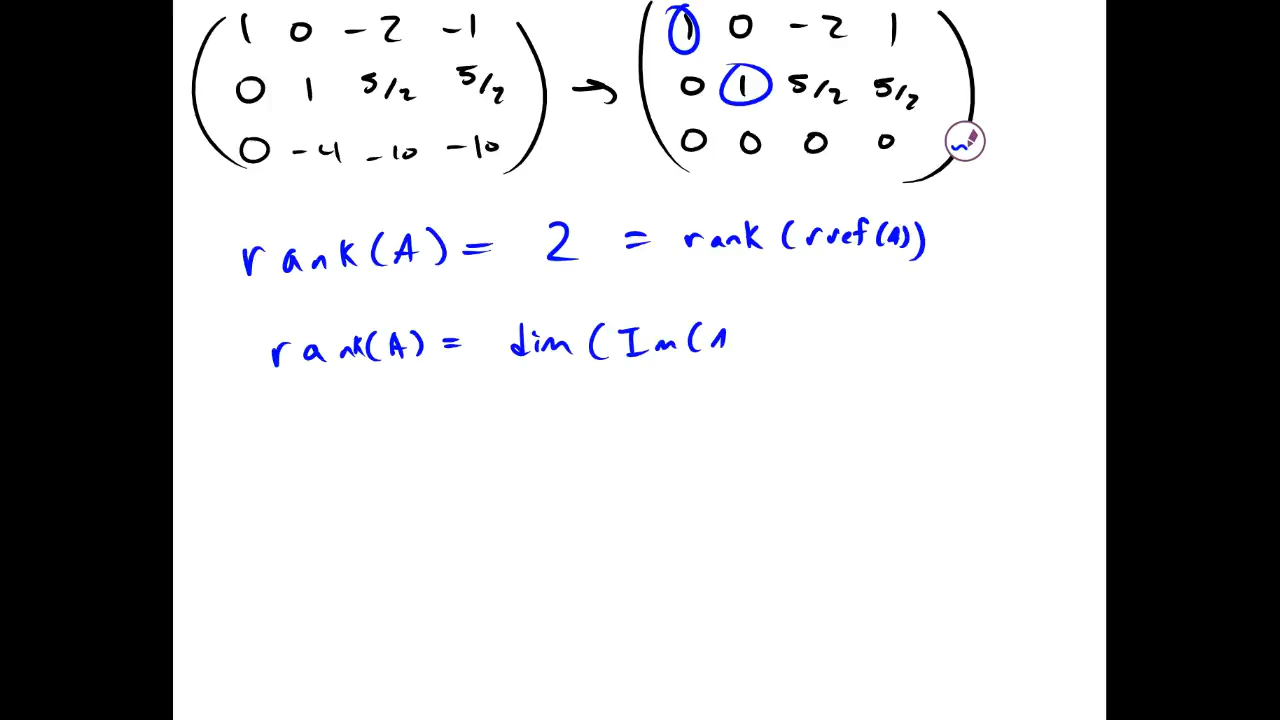 1 0 -2 -1 → 1 0 -2 1
0 1 5/2 5/2 0 1 5/2 5/2
0 -4 -10 -10 0 0 0 0
rank(A) = 2 = rank(rref(A))
rank(A) = dim(Im(A